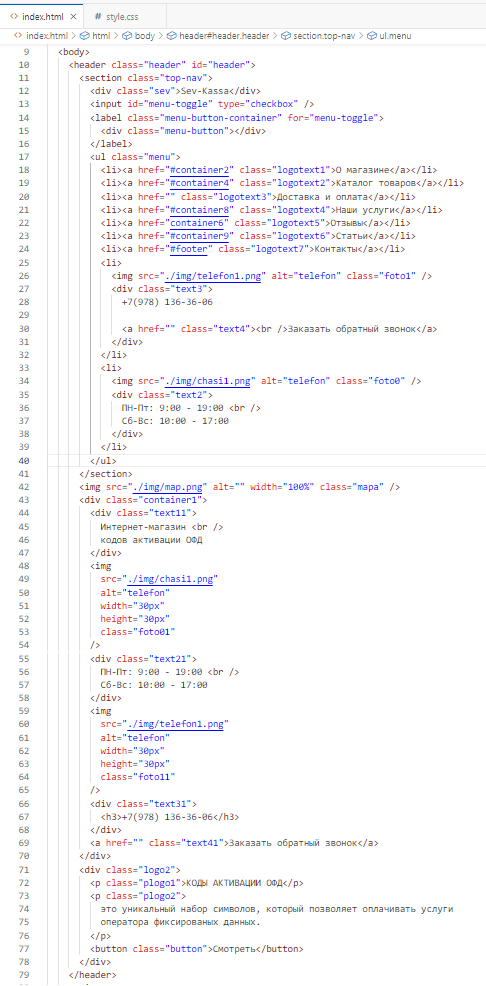 index.html ×
# style.css
index.html > html > body > header#header.header > section.top-nav > ul.menu
9 <body>
10 <header class="header" id="header">
11 <section class="top-nav">
12 <div class="sev">Sev-Kassa</div>
13 <input id="menu-toggle" type="checkbox" />
14 <label class="menu-button-container" for="menu-toggle">
15 <div class="menu-button"></div>
16 </label>
17 <ul class="menu">
18 <li><a href="#container2" class="logotext1">О магазине</a></li>
19 <li><a href="#container4" class="logotext2">Каталог товаров</a></li>
20 <li><a href="" class="logotext3">Доставка и оплата</a></li>
21 <li><a href="#container8" class="logotext4">Наши услуги</a></li>
22 <li><a href="container6" class="logotext5">Отзывы</a></li>
23 <li><a href="#container9" class="logotext6">Статьи</a></li>
24 <li><a href="#footer" class="logotext7">Контакты</a></li>
25 <li>
26 <img src="./img/telefon1.png" alt="telefon" class="foto1" />
27 <div class="text3">
28 +7(978) 136-36-06
29
30 <a href="" class="text4"><br />Заказать обратный звонок</a>
31 </div>
32 </li>
33 <li>
34 <img src="./img/chasi1.png" alt="telefon" class="foto0" />
35 <div class="text2">
36 ПН-Пт: 9:00 - 19:00 <br />
37 Сб-Вс: 10:00 - 17:00
38 </div>
39 </li>
40 </ul>
41 </section>
42 <img src="./img/map.png" alt="" width="100%" class="mapa" />
43 <div class="container1">
44 <div class="text11">
45 Интернет-магазин <br />
46 кодов активации ОФД
47 </div>
48 <img
49 src="./img/chasi1.png"
50 alt="telefon"
51 width="30px"
52 height="30px"
53 class="foto01"
54 />
55 <div class="text21">
56 ПН-Пт: 9:00 - 19:00 <br />
57 Сб-Вс: 10:00 - 17:00
58 </div>
59 <img
60 src="./img/telefon1.png"
61 alt="telefon"
62 width="30px"
63 height="30px"
64 class="foto11"
65 />
66 <div class="text31">
67 <h3>+7(978) 136-36-06</h3>
68 </div>
69 <a href="" class="text41">Заказать обратный звонок</a>
70 </div>
71 <div class="logo2">
72 <p class="plogo1">КОДЫ АКТИВАЦИИ ОФД</p>
73 <p class="plogo2">
74 это уникальный набор символов, который позволяет оплачивать услуги
75 оператора фиксированых данных.
76 </p>
77 <button class="button">Смотреть</button>
78 </div>
79 </header>